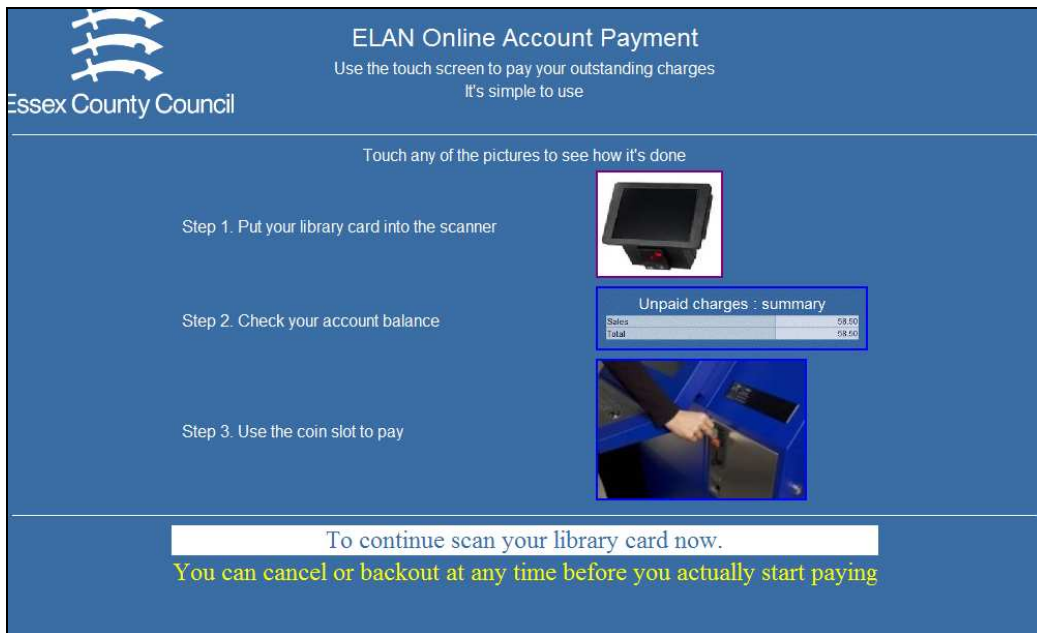 Essex County Council
ELAN Online Account Payment
Use the touch screen to pay your outstanding charges
It's simple to use
Touch any of the pictures to see how it's done
Step 1. Put your library card into the scanner
Step 2. Check your account balance
Unpaid charges : summary
Sales 58.50
Total 58.50
Step 3. Use the coin slot to pay
To continue scan your library card now.
You can cancel or backout at any time before you actually start paying